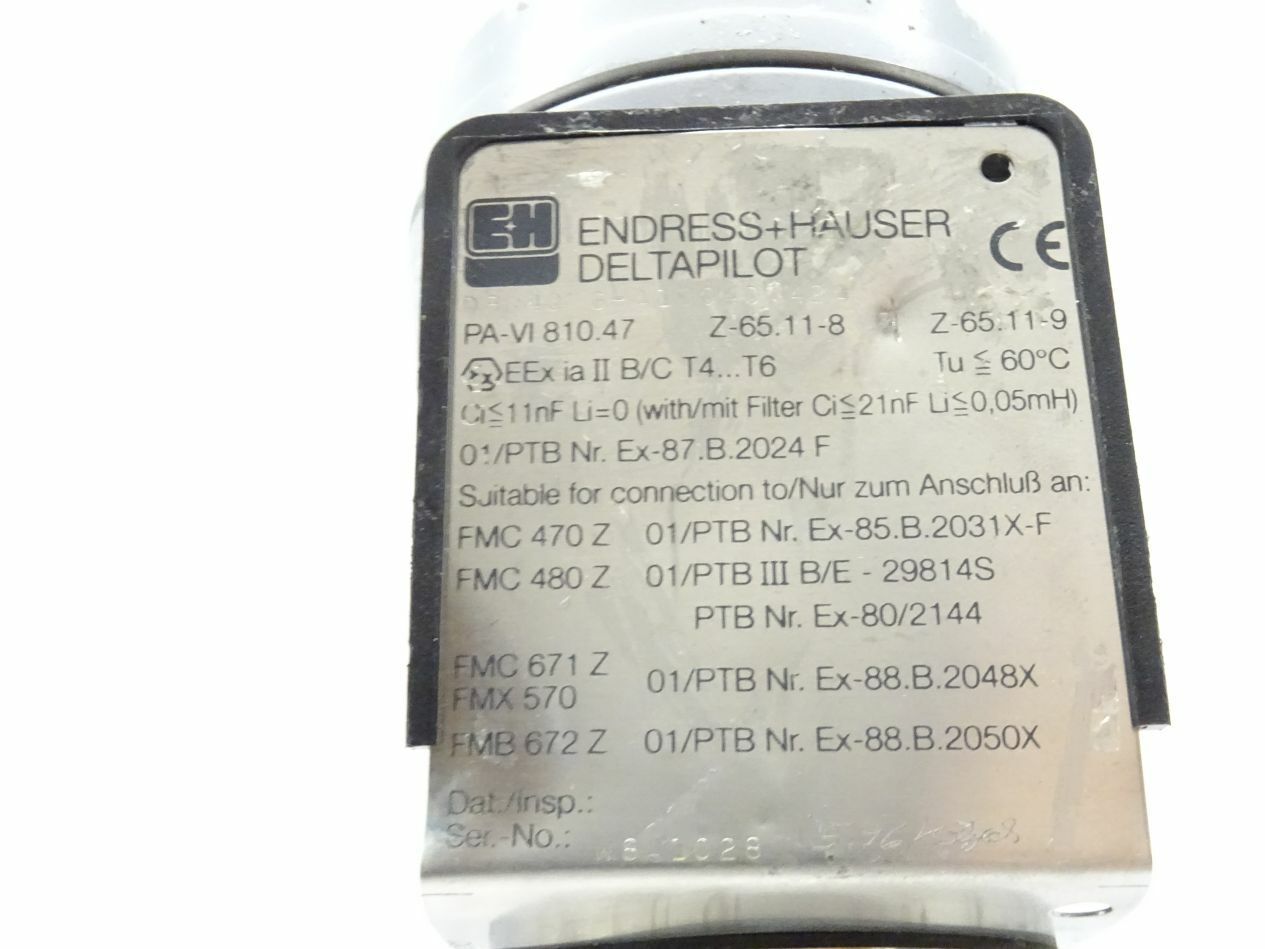 E+H ENDRESS+HAUSER CE
DELTAPILOT
PA-VI 810.47 Z-65.11-8 Z-65.11-9
Ex EEx ia II B/C T4...T6 Tu ≦ 60°C
Ci≦11nF Li=0 (with/mit Filter Ci≦21nF Li≦0,05mH)
01/PTB Nr. Ex-87.B.2024 F
Suitable for connection to/Nur zum Anschluß an:
FMC 470 Z 01/PTB Nr. Ex-85.B.2031X-F
FMC 480 Z 01/PTB III B/E - 29814S
PTB Nr. Ex-80/2144
FMC 671 Z
FMX 570 01/PTB Nr. Ex-88.B.2048X
FMB 672 Z 01/PTB Nr. Ex-88.B.2050X
Dat./Insp.:
Ser.-No.: